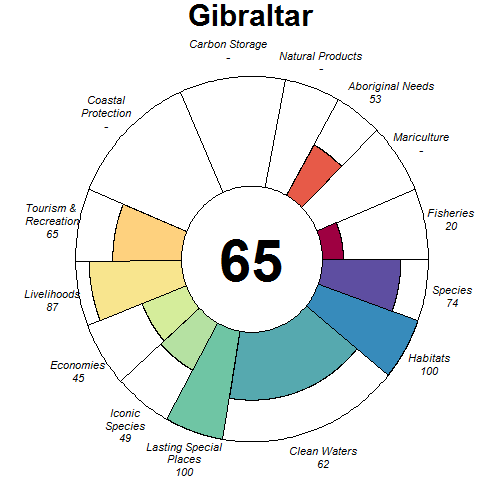 Gibraltar
Carbon Storage
-
Natural Products
-
Aboriginal Needs
53
Mariculture
-
Fisheries
20
Species
74
Habitats
100
Clean Waters
62
Lasting Special
Places
100
Iconic
Species
49
Economies
45
Livelihoods
87
Tourism &
Recreation
65
Coastal
Protection
-
65